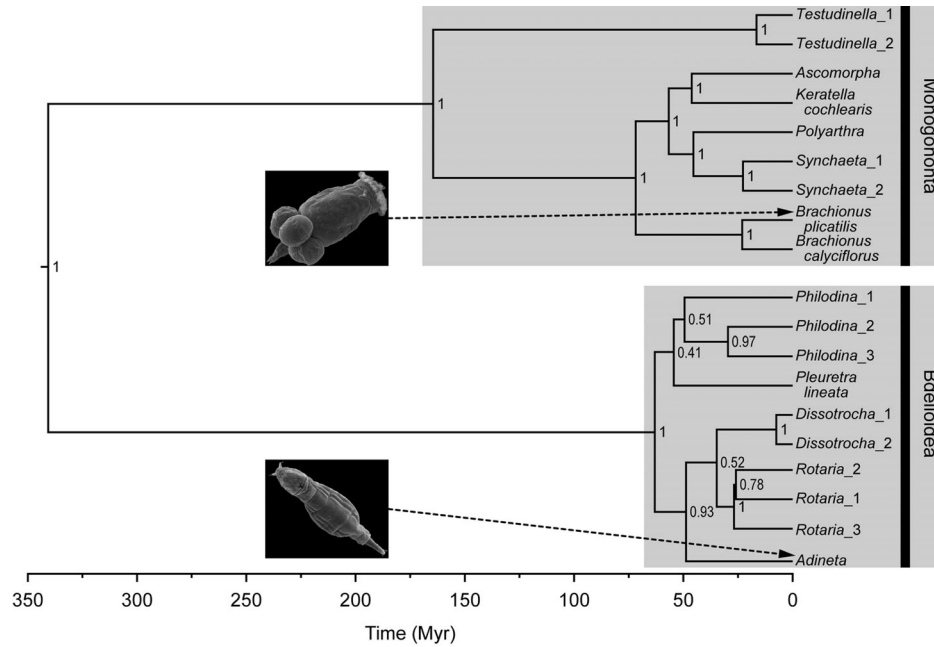 Testudinella_1
1
Testudinella_2
1
Ascomorpha
1
Keratella
cochlearis
1
Polyarthra
1
Synchaeta_1
1
Synchaeta_2
1
Brachionus
plicatilis
1
Brachionus
calyciflorus
Monogononta
1
Philodina_1
0.51
Philodina_2
0.97
Philodina_3
0.41
Pleuretra
lineata
1
Dissotrocha_1
1
Dissotrocha_2
0.52
Rotaria_2
0.78
Rotaria_1
1
0.93
Rotaria_3
Adineta
Bdelloidea
350 300 250 200 150 100 50 0
Time (Myr)